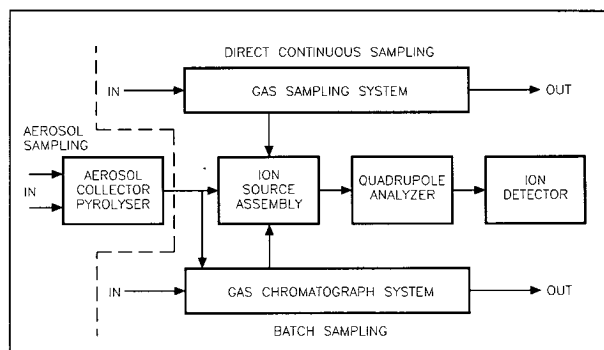 DIRECT CONTINUOUS SAMPLING
IN
GAS SAMPLING SYSTEM
OUT
AEROSOL
SAMPLING
IN
AEROSOL
COLLECTOR
PYROLYSER
ION
SOURCE
ASSEMBLY
QUADRUPOLE
ANALYZER
ION
DETECTOR
IN
GAS CHROMATOGRAPH SYSTEM
OUT
BATCH SAMPLING